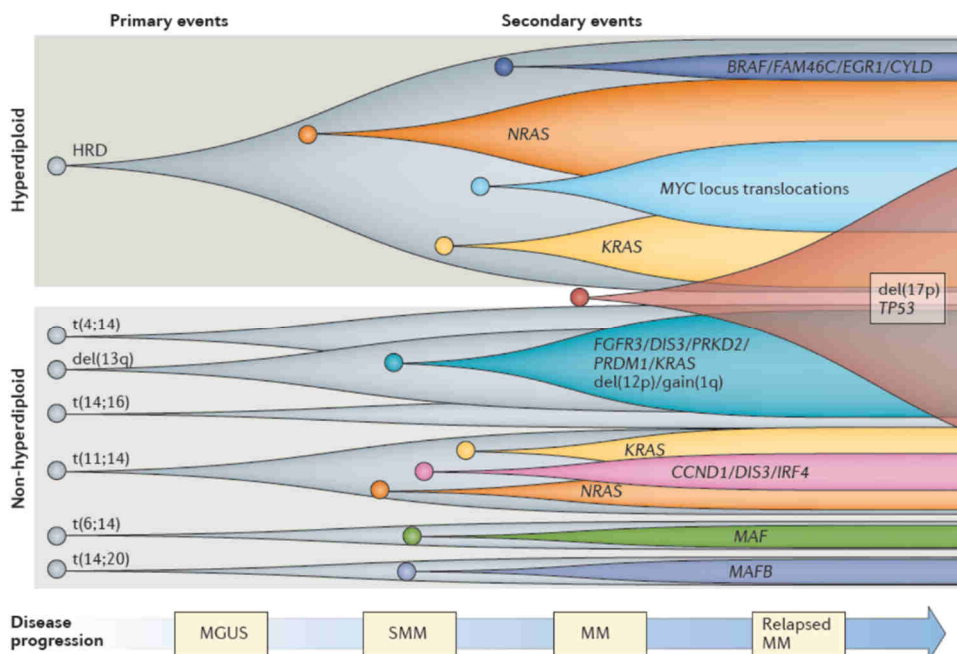 Primary events
Secondary events
Hyperdiploid
HRD
BRAF/FAM46C/EGR1/CYLD
NRAS
MYC locus translocations
KRAS
del(17p)
TP53
Non-hyperdiploid
t(4;14)
del(13q)
t(14;16)
t(11;14)
t(6;14)
t(14;20)
FGFR3/DIS3/PRKD2/
PRDM1/KRAS
del(12p)/gain(1q)
KRAS
CCND1/DIS3/IRF4
NRAS
MAF
MAFB
Disease
progression
MGUS
SMM
MM
Relapsed
MM